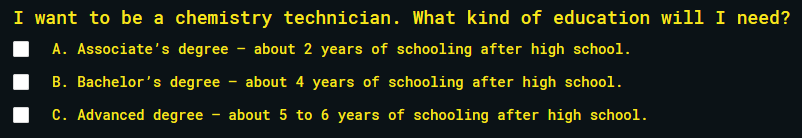 I want to be a chemistry technician. What kind of education will I need?
A. Associate’s degree – about 2 years of schooling after high school.
B. Bachelor’s degree – about 4 years of schooling after high school.
C. Advanced degree – about 5 to 6 years of schooling after high school.